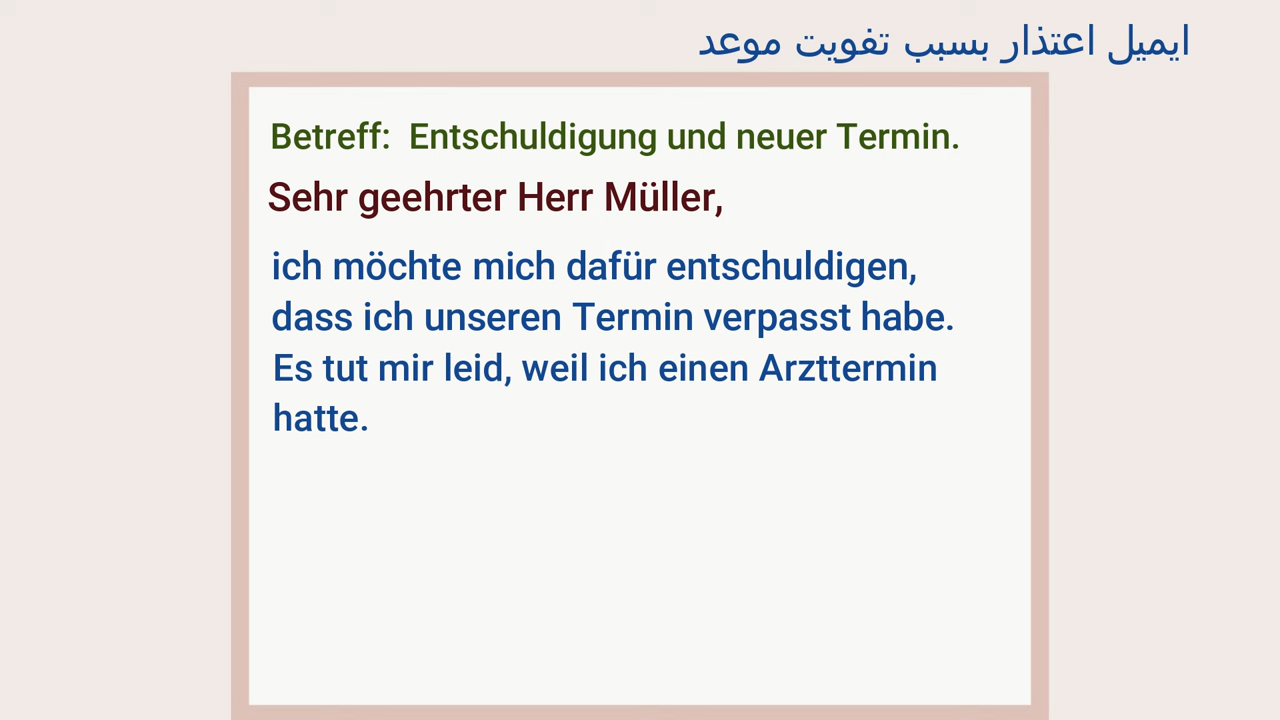 ايميل اعتذار بسبب تفويت موعد
Betreff: Entschuldigung und neuer Termin.
Sehr geehrter Herr Müller,
ich möchte mich dafür entschuldigen,
dass ich unseren Termin verpasst habe.
Es tut mir leid, weil ich einen Arzttermin
hatte.